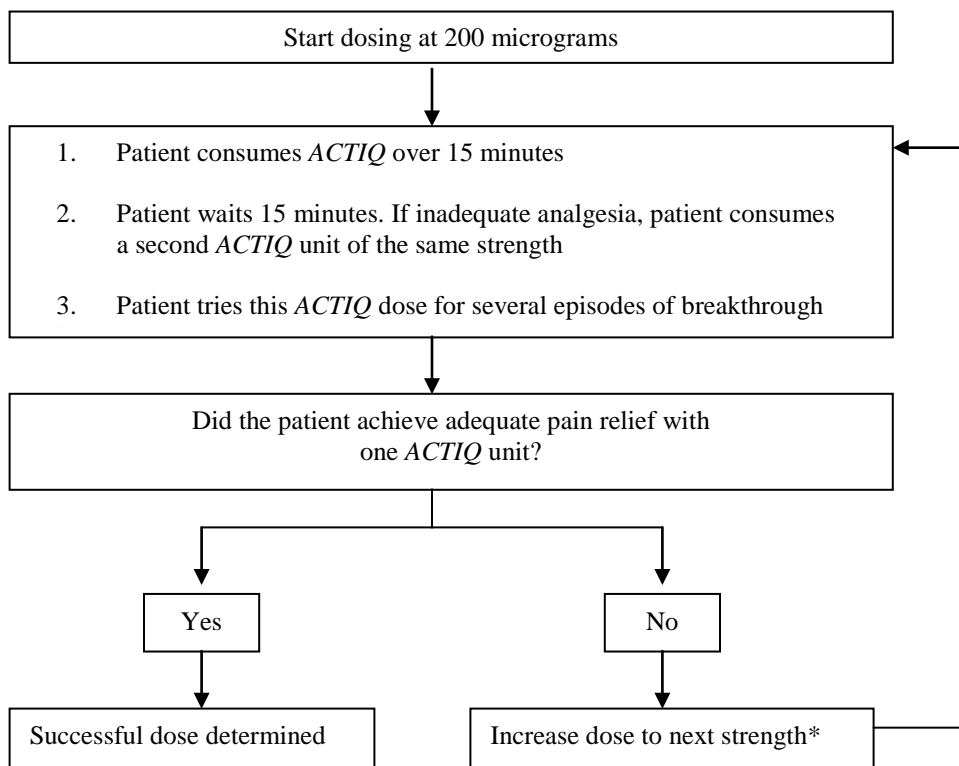 Start dosing at 200 micrograms
1. Patient consumes ACTIQ over 15 minutes
2. Patient waits 15 minutes. If inadequate analgesia, patient consumes
a second ACTIQ unit of the same strength
3. Patient tries this ACTIQ dose for several episodes of breakthrough
Did the patient achieve adequate pain relief with
one ACTIQ unit?
Yes
No
Successful dose determined
Increase dose to next strength*